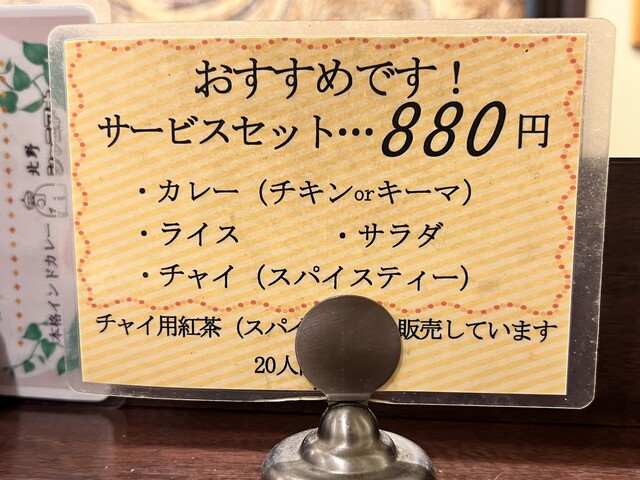 おすすめです！
サービスセット…880円
・カレー（チキンorキーマ）
・ライス ・サラダ
・チャイ（スパイスティー）
チャイ用紅茶（スパイ 販売しています
20人
北野
本格インドカレー